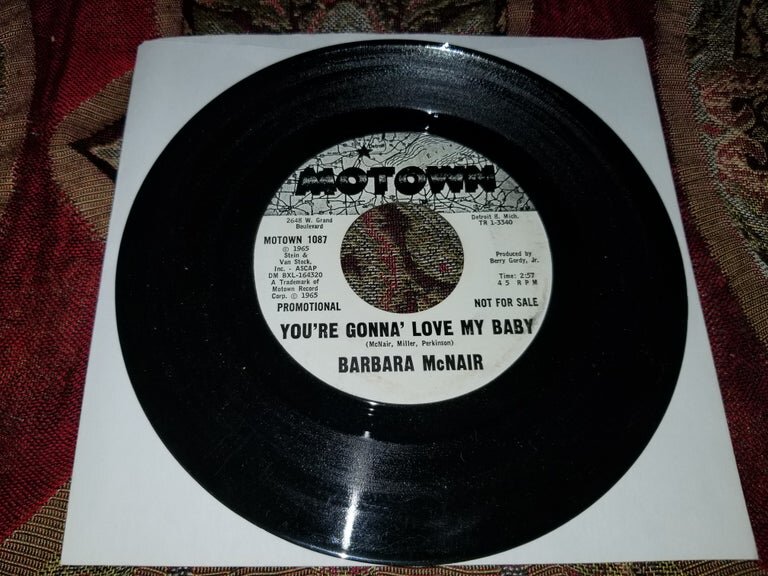 MOTOWN
2648 W. Grand
Boulevard
Detroit 8, Mich.
TR 1-3340
MOTOWN 1087
℗ 1965
Stein &
Van Stock,
Inc. - ASCAP
DM BXL-164320
A Trademark of
Motown Record
Corp. © 1965
Produced by
Berry Gordy, Jr.
Time: 2:57
45 RPM
PROMOTIONAL
NOT FOR SALE
YOU'RE GONNA' LOVE MY BABY
(McNair, Miller, Perkinson)
BARBARA McNAIR